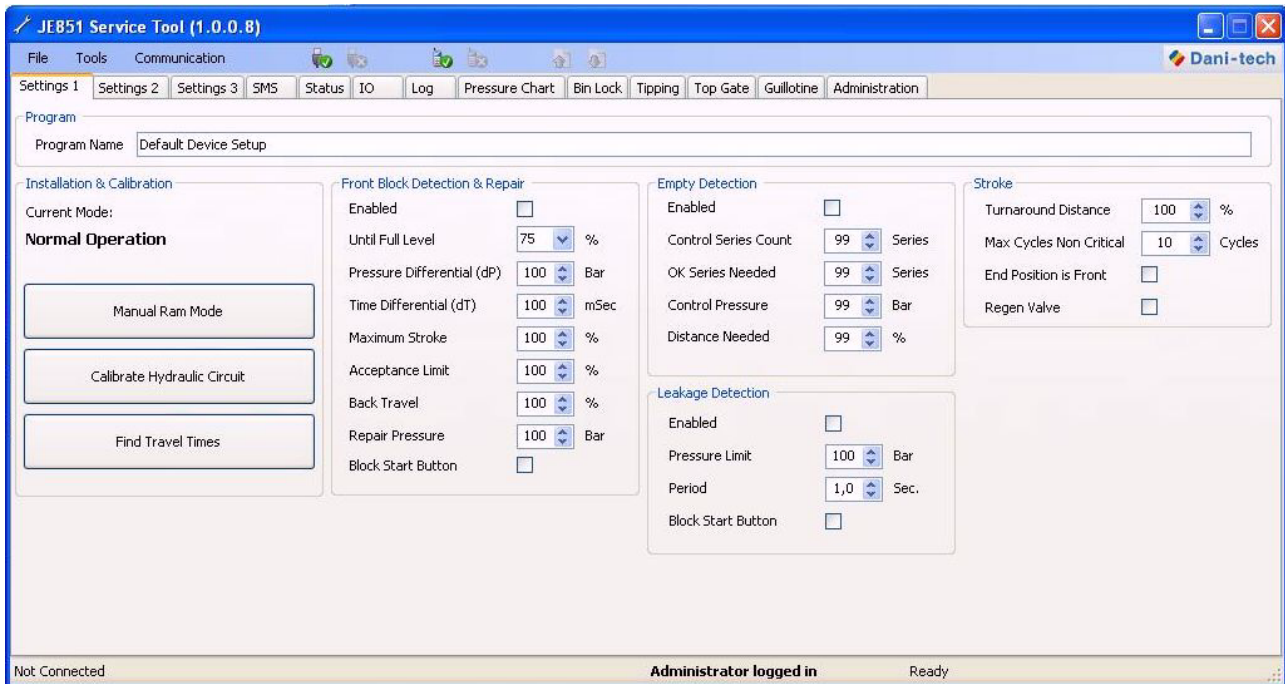 JE851 Service Tool (1.0.0.8)
File Tools Communication Dani-tech
Settings 1 Settings 2 Settings 3 SMS Status IO Log Pressure Chart Bin Lock Tipping Top Gate Guillotine Administration
Program
Program Name Default Device Setup
Installation & Calibration
Current Mode:
Normal Operation
Manual Ram Mode
Calibrate Hydraulic Circuit
Find Travel Times
Front Block Detection & Repair
Enabled
Until Full Level 75 %
Pressure Differential (dP) 100 Bar
Time Differential (dT) 100 mSec
Maximum Stroke 100 %
Acceptance Limit 100 %
Back Travel 100 %
Repair Pressure 100 Bar
Block Start Button
Empty Detection
Enabled
Control Series Count 99 Series
OK Series Needed 99 Series
Control Pressure 99 Bar
Distance Needed 99 %
Leakage Detection
Enabled
Pressure Limit 100 Bar
Period 1,0 Sec.
Block Start Button
Stroke
Turnaround Distance 100 %
Max Cycles Non Critical 10 Cycles
End Position is Front
Regen Valve
Not Connected Administrator logged in Ready